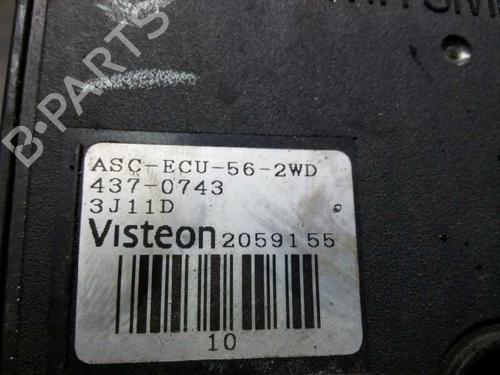 B-PARTS
ASC-ECU-56-2WD
437-0743
3J11D
Visteon 2059155
10